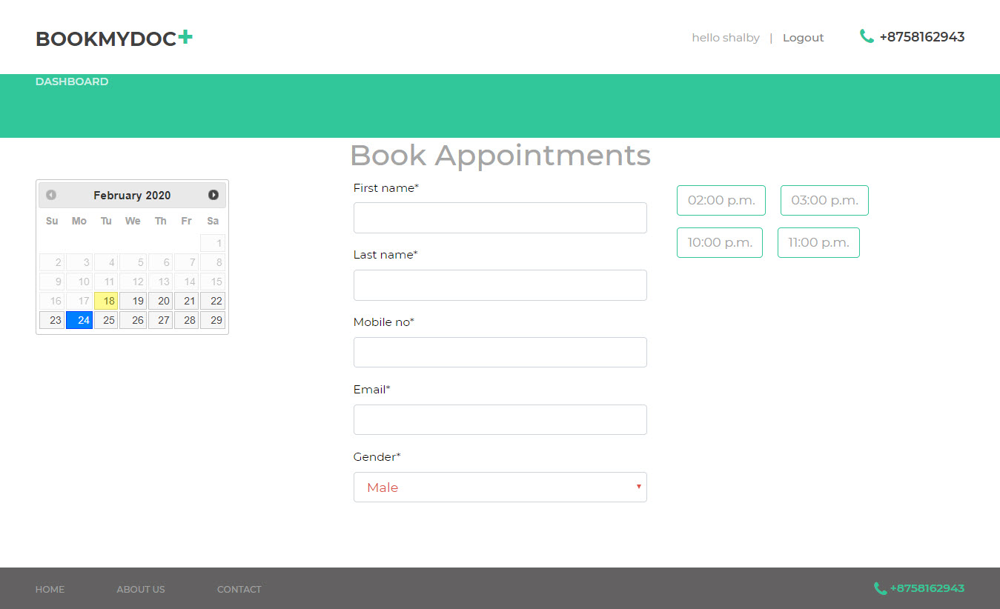 BOOKMYDOC+
hello shalby | Logout
+8758162943
DASHBOARD
Book Appointments
February 2020
Su Mo Tu We Th Fr Sa
1
2 3 4 5 6 7 8
9 10 11 12 13 14 15
16 17 18 19 20 21 22
23 24 25 26 27 28 29
First name*
Last name*
Mobile no*
Email*
Gender*
Male
02:00 p.m. 03:00 p.m.
10:00 p.m. 11:00 p.m.
HOME ABOUT US CONTACT
+8758162943